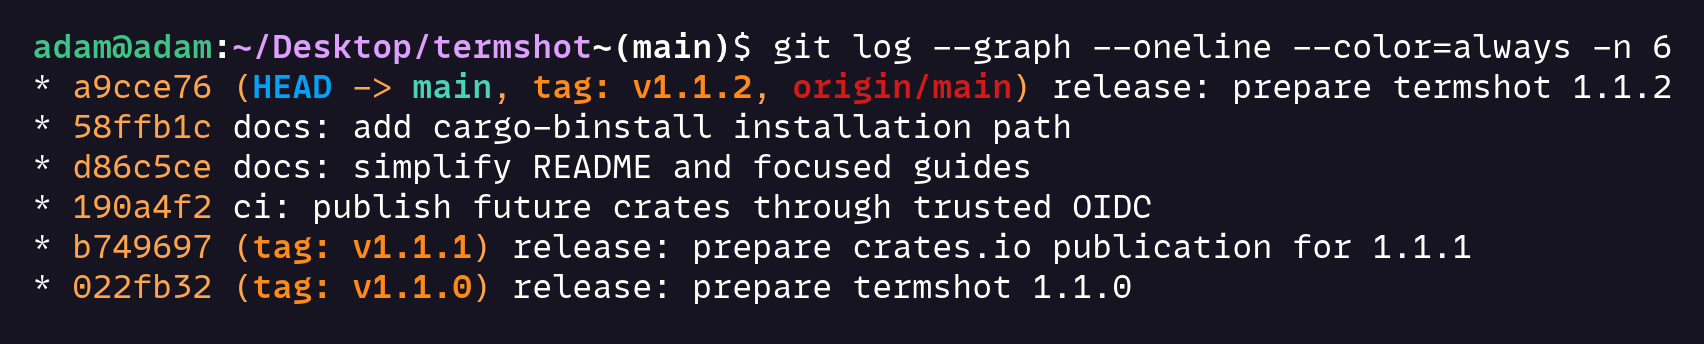 adam@adam:~/Desktop/termshot~(main)$ git log --graph --oneline --color=always -n 6
* a9cce76 (HEAD -> main, tag: v1.1.2, origin/main) release: prepare termshot 1.1.2
* 58ffb1c docs: add cargo-binstall installation path
* d86c5ce docs: simplify README and focused guides
* 190a4f2 ci: publish future crates through trusted OIDC
* b749697 (tag: v1.1.1) release: prepare crates.io publication for 1.1.1
* 022fb32 (tag: v1.1.0) release: prepare termshot 1.1.0